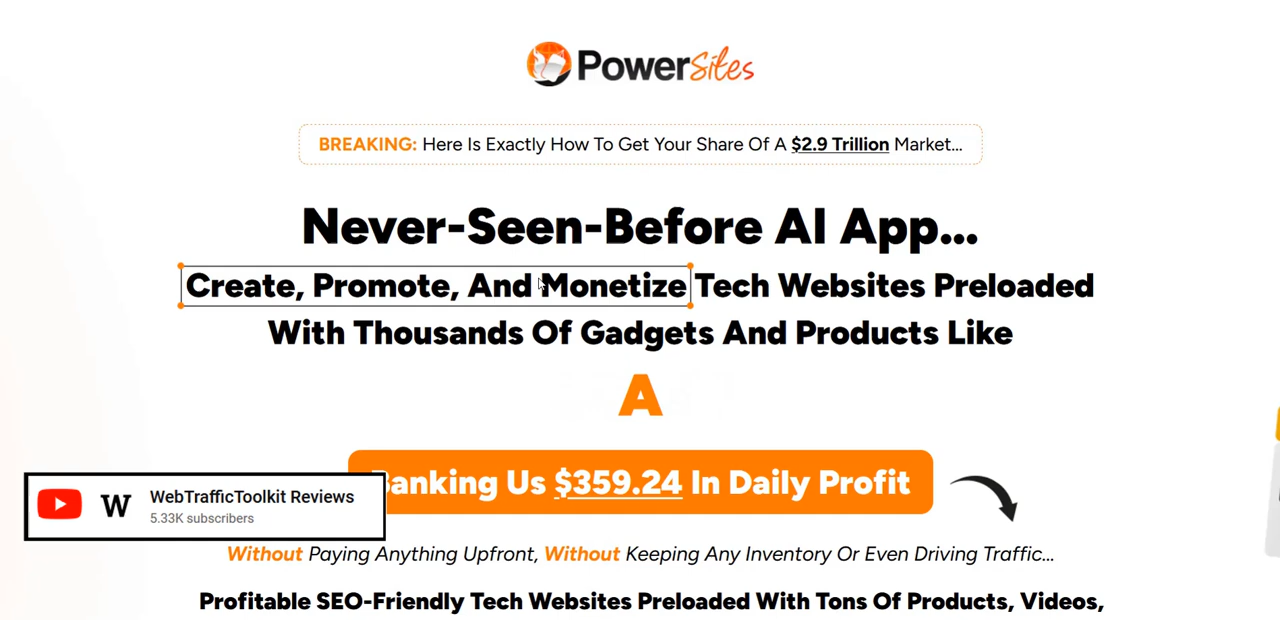 PowerSites
BREAKING: Here Is Exactly How To Get Your Share Of A $2.9 Trillion Market...
Never-Seen-Before AI App...
Create, Promote, And Monetize Tech Websites Preloaded
With Thousands Of Gadgets And Products Like
A
Banking Us $359.24 In Daily Profit
W
WebTrafficToolkit Reviews
5.33K subscribers
Without Paying Anything Upfront, Without Keeping Any Inventory Or Even Driving Traffic...
Profitable SEO-Friendly Tech Websites Preloaded With Tons Of Products, Videos,